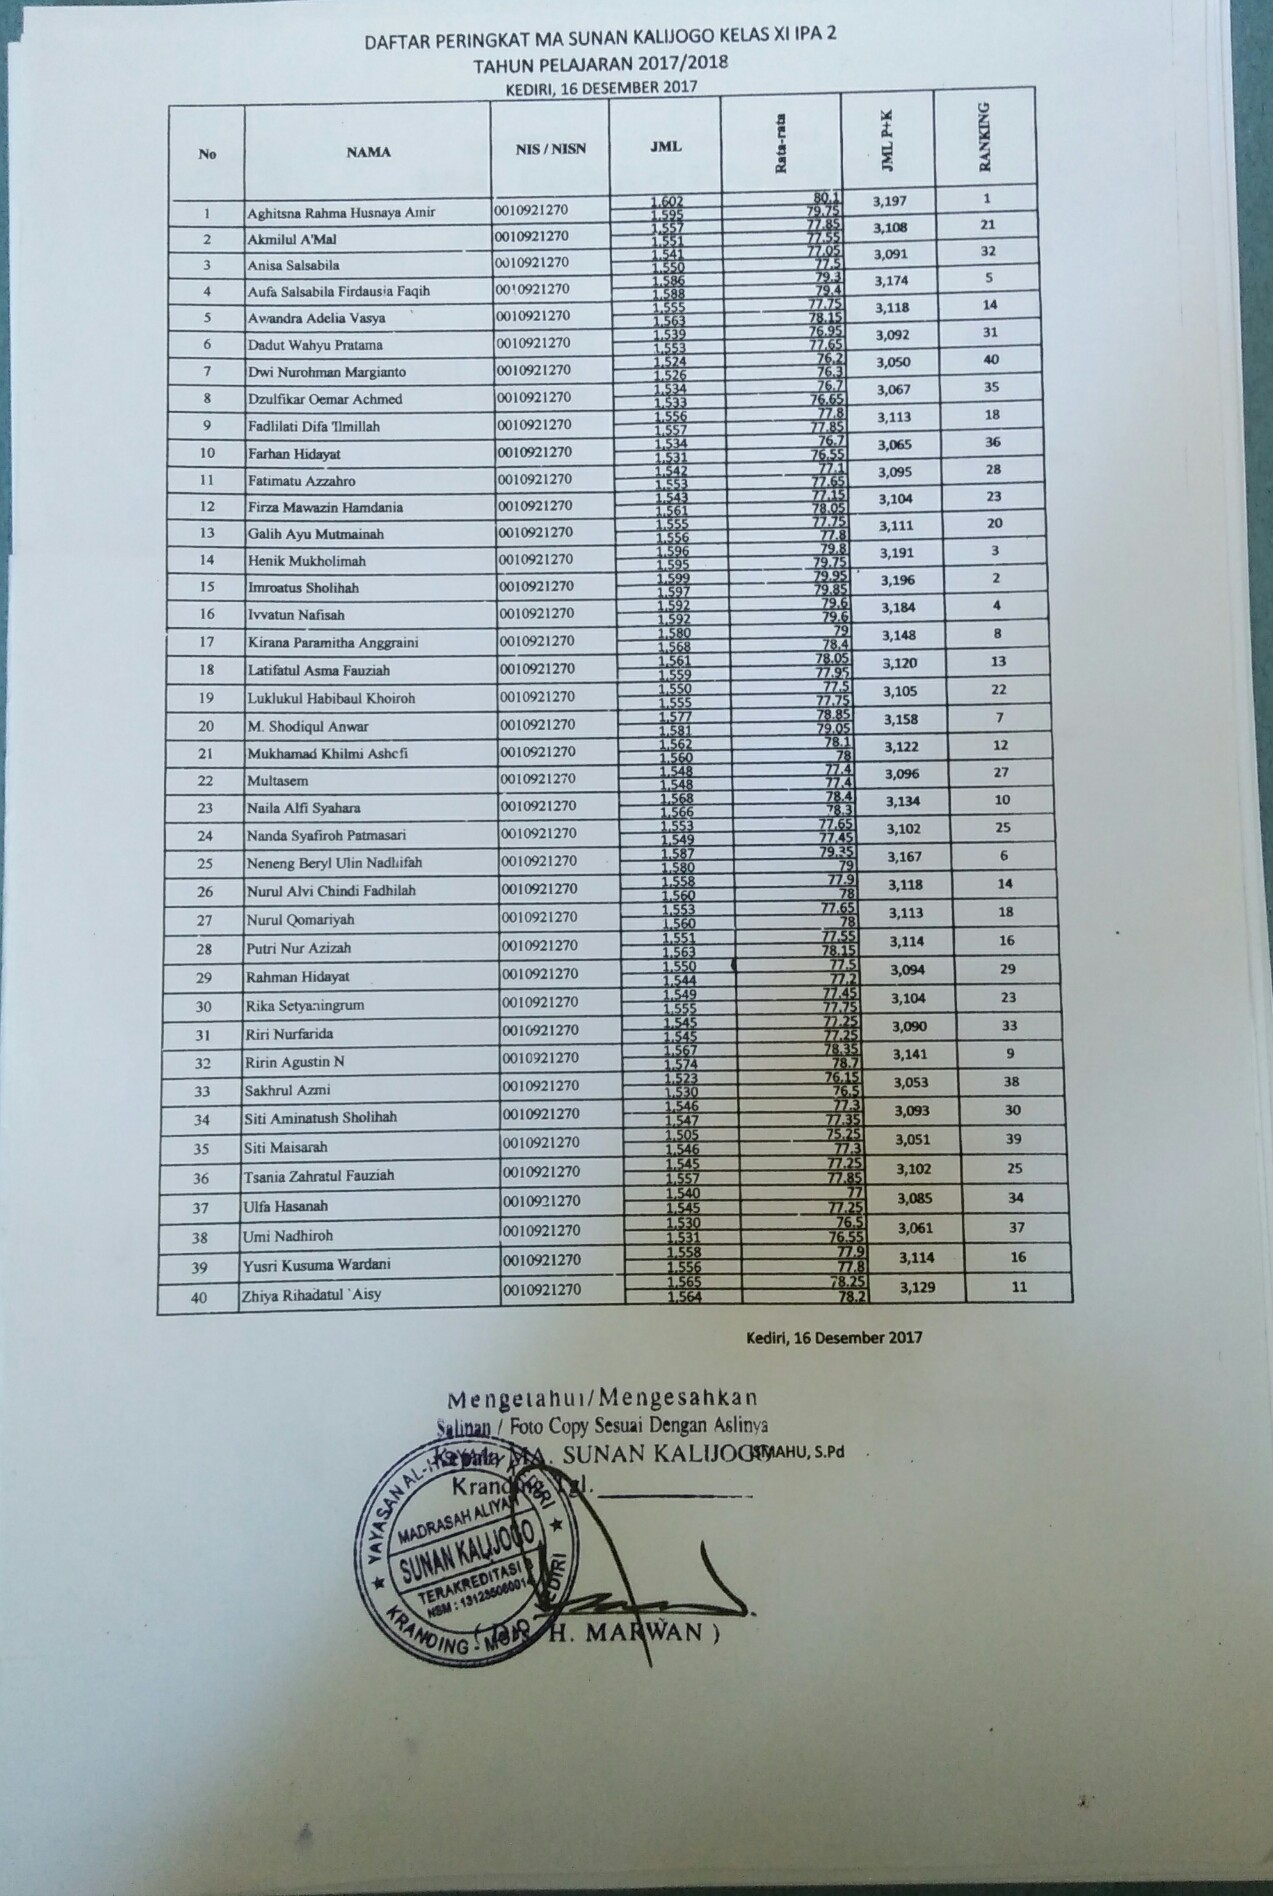 DAFTAR PERINGKAT MA SUNAN KALIJOGO KELAS XI IPA 2
TAHUN PELAJARAN 2017/2018
KEDIRI, 16 DESEMBER 2017
No NAMA NIS / NISN JML Rata-rata JML P+K RANKING
1 Aghitsna Rahma Husnaya Amir 0010921270 1.602 80.1 3,197 1
1.595 79.75
2 Akmilul A'Mal 0010921270 1.557 77.85 3,108 21
1.551 77.55
3 Anisa Salsabila 0010921270 1.541 77.05 3,091 32
1.550 77.5
4 Aufa Salsabila Firdausia Faqih 0010921270 1.586 79.3 3,174 5
1.588 79.4
5 Awandra Adelia Vasya 0010921270 1.555 77.75 3,118 14
1.563 78.15
6 Dadut Wahyu Pratama 0010921270 1.539 76.95 3,092 31
1.553 77.65
7 Dwi Nurohman Margianto 0010921270 1.524 76.2 3,050 40
1.526 76.3
8 Dzulfikar Oemar Achmed 0010921270 1.534 76.7 3,067 35
1.533 76.65
9 Fadlilati Difa 'Ilmillah 0010921270 1.556 77.8 3,113 18
1.557 77.85
10 Farhan Hidayat 0010921270 1.534 76.7 3,065 36
1.531 76.55
11 Fatimatu Azzahro 0010921270 1.542 77.1 3,095 28
1.553 77.65
12 Firza Mawazin Hamdania 0010921270 1.543 77.15 3,104 23
1.561 78.05
13 Galih Ayu Mutmainah 0010921270 1.555 77.75 3,111 20
1.556 77.8
14 Henik Mukholimah 0010921270 1.596 79.8 3,191 3
1.595 79.75
15 Imroatus Sholihah 0010921270 1.599 79.95 3,196 2
1.597 79.85
16 Ivvatun Nafisah 0010921270 1.592 79.6 3,184 4
1.592 79.6
17 Kirana Paramitha Anggraini 0010921270 1.580 79 3,148 8
1.568 78.4
18 Latifatul Asma Fauziah 0010921270 1.561 78.05 3,120 13
1.559 77.95
19 Luklukul Habibaul Khoiroh 0010921270 1.550 77.5 3,105 22
1.555 77.75
20 M. Shodiqul Anwar 0010921270 1.577 78.85 3,158 7
1.581 79.05
21 Mukhamad Khilmi Ashefi 0010921270 1.562 78.1 3,122 12
1.560 78
22 Multasem 0010921270 1.548 77.4 3,096 27
1.548 77.4
23 Naila Alfi Syahara 0010921270 1.568 78.4 3,134 10
1.566 78.3
24 Nanda Syafiroh Patmasari 0010921270 1.553 77.65 3,102 25
1.549 77.45
25 Neneng Beryl Ulin Nadhifah 0010921270 1.587 79.35 3,167 6
1.580 79
26 Nurul Alvi Chindi Fadhilah 0010921270 1.558 77.9 3,118 14
1.560 78
27 Nurul Qomariyah 0010921270 1.553 77.65 3,113 18
1.560 78
28 Putri Nur Azizah 0010921270 1.551 77.55 3,114 16
1.563 78.15
29 Rahman Hidayat 0010921270 1.550 77.5 3,094 29
1.544 77.2
30 Rika Setyaningrum 0010921270 1.549 77.45 3,104 23
1.555 77.75
31 Riri Nurfarida 0010921270 1.545 77.25 3,090 33
1.545 77.25
32 Ririn Agustin N 0010921270 1.567 78.35 3,141 9
1.574 78.7
33 Sakhrul Azmi 0010921270 1.523 76.15 3,053 38
1.530 76.5
34 Siti Aminatush Sholihah 0010921270 1.546 77.3 3,093 30
1.547 77.35
35 Siti Maisarah 0010921270 1.505 75.25 3,051 39
1.546 77.3
36 Tsania Zahratul Fauziah 0010921270 1.545 77.25 3,102 25
1.557 77.85
37 Ulfa Hasanah 0010921270 1.540 77 3,085 34
1.545 77.25
38 Umi Nadhiroh 0010921270 1.530 76.5 3,061 37
1.531 76.55
39 Yusri Kusuma Wardani 0010921270 1.558 77.9 3,114 16
1.556 77.8
40 Zhiya Rihadatul `Aisy 0010921270 1.565 78.25 3,129 11
1.564 78.2
Kediri, 16 Desember 2017
Mengetahui/Mengesahkan
Salinan / Foto Copy Sesuai Dengan Aslinya
Kepala MA. SUNAN KALIJOGO
ISMAHU, S.Pd
Kranding, Tgl.
YAYASAN AL-HSYAMIY KEDIRI
MADRASAH ALIYAH
SUNAN KALIJOGO
TERAKREDITASI B
KRANDING - MOJO - KEDIRI
H. MARWAN )